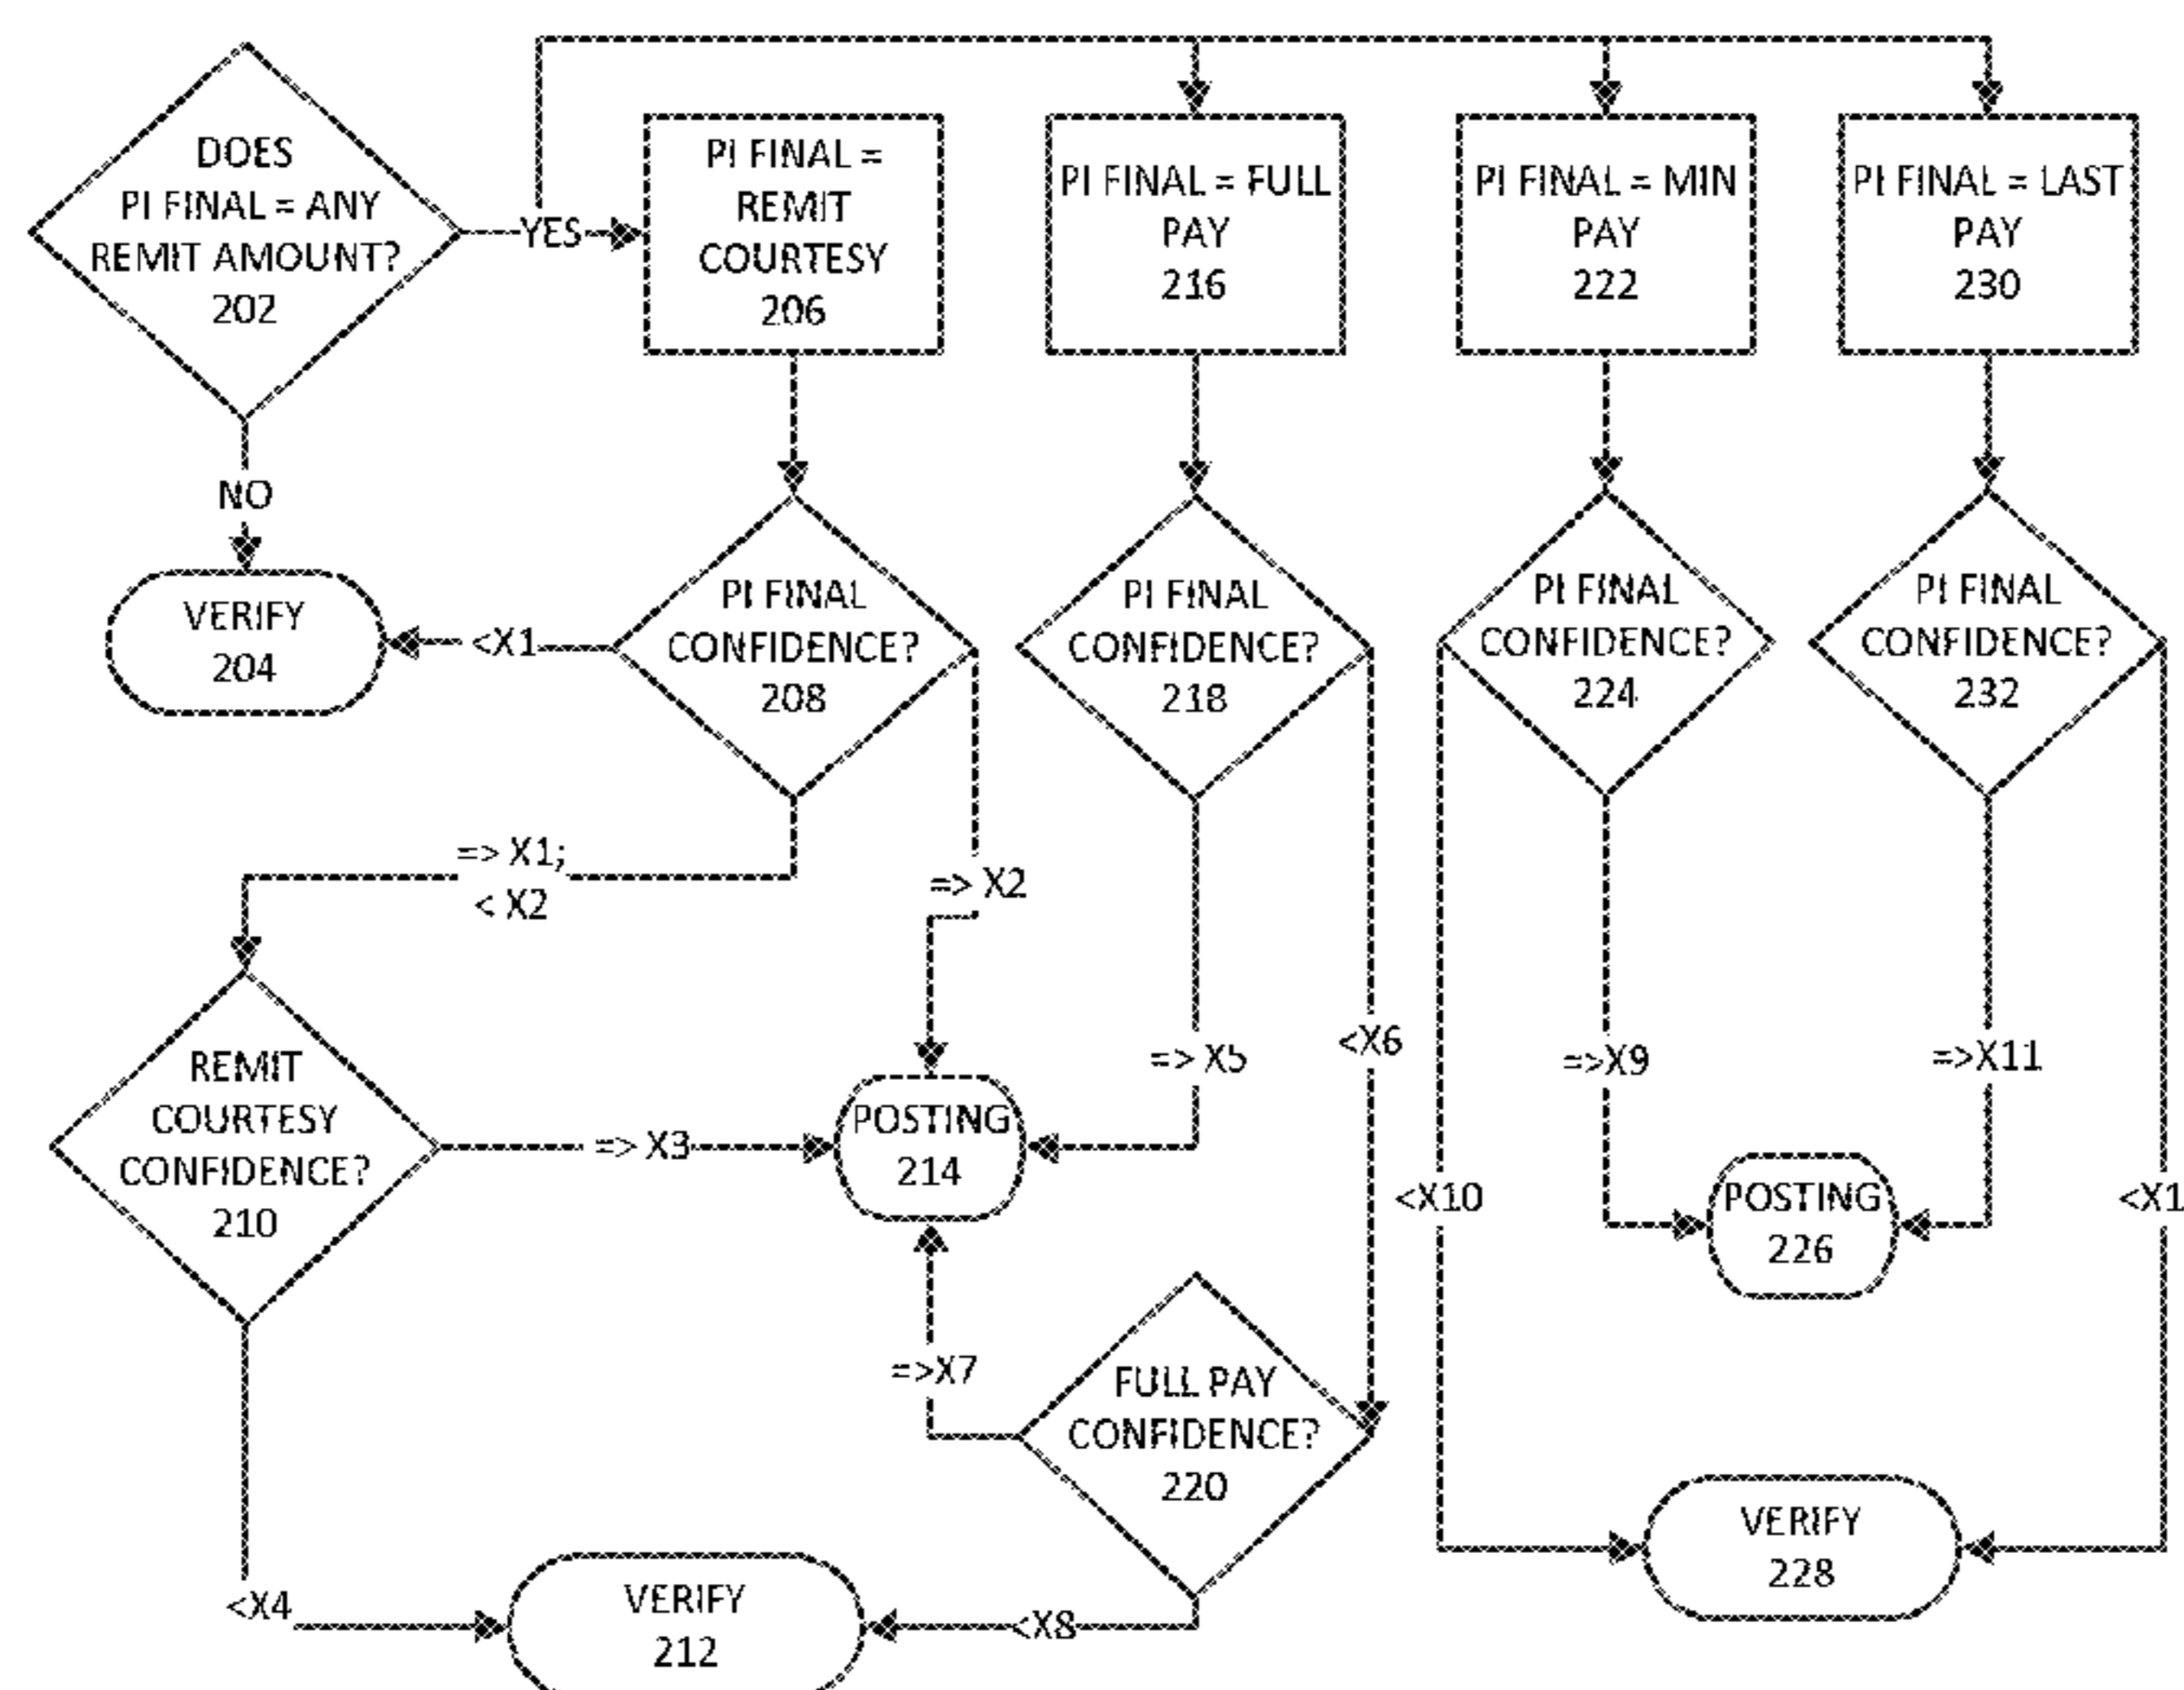 DOES
PI FINAL = ANY
REMIT AMOUNT?
202
YES
PI FINAL =
REMIT
COURTESY
206
PI FINAL = FULL
PAY
216
PI FINAL = MIN
PAY
222
PI FINAL = LAST
PAY
230
NO
VERIFY
204
<X1
PI FINAL
CONFIDENCE?
208
PI FINAL
CONFIDENCE?
218
PI FINAL
CONFIDENCE?
224
PI FINAL
CONFIDENCE?
232
=> X1;
< X2
=> X2
=> X5
<X6
=>X9
=>X11
REMIT
COURTESY
CONFIDENCE?
210
=> X3
POSTING
214
<X10
POSTING
226
<X1
=>X7
FULL PAY
CONFIDENCE?
220
VERIFY
228
<X4
VERIFY
212
<X8